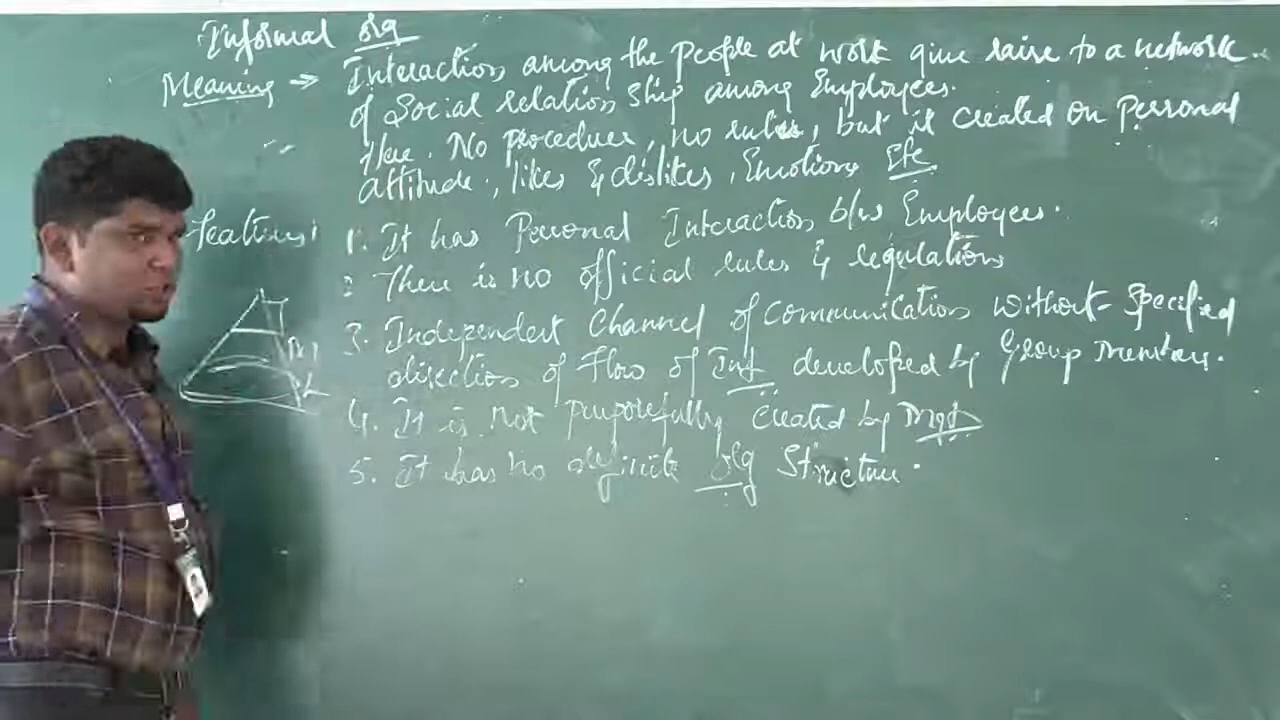 Informal org
Meaning → Interaction among the people at work give raise to a network
of Social relation ship among Employees.
Here. No procedure, no rules, but it created on Personal
attitude, likes & dislikes, Emotions Etc
Features: 1. It has Personal Interaction b/w Employees.
2 There is no official rules & regulations
3. Independent Channel of Communication without Specified
direction of Flow of Inf developed by Group members.
4. It is not purposefully created by Mgt
5. It has no definite Org Structure.